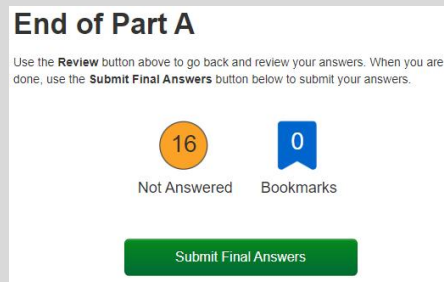 End of Part A
Use the Review button above to go back and review your answers. When you are
done, use the Submit Final Answers button below to submit your answers.
16
0
Not Answered
Bookmarks
Submit Final Answers